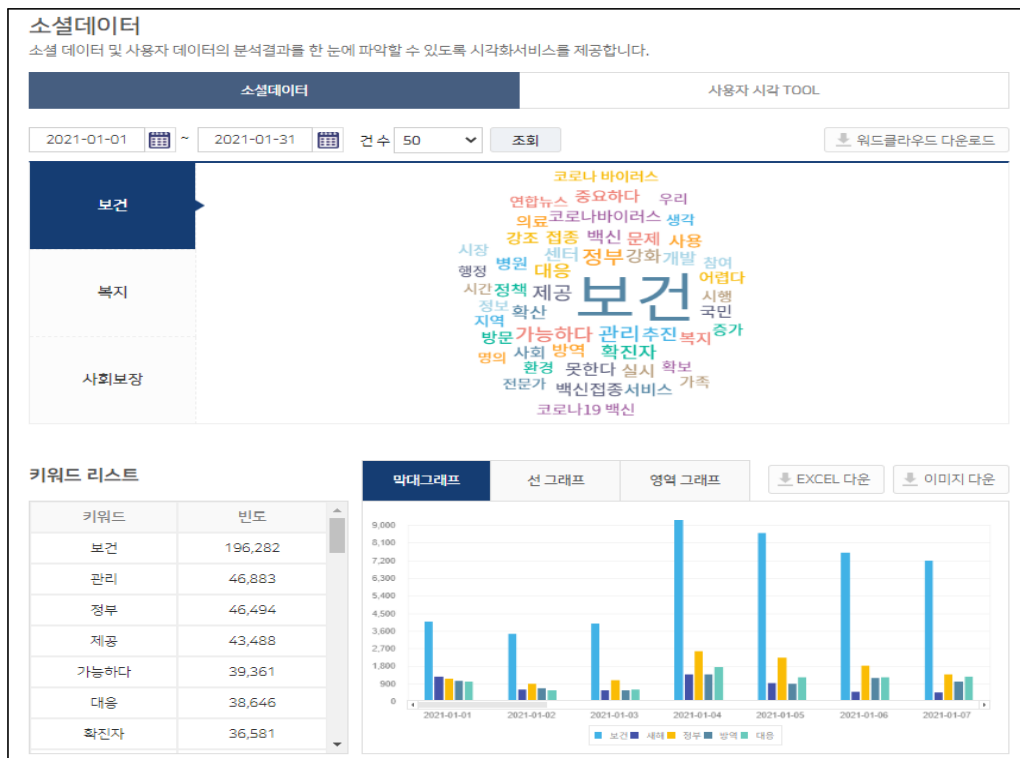 소셜데이터
소셜 데이터 및 사용자 데이터의 분석결과를 한 눈에 파악할 수 있도록 시각화서비스를 제공합니다.
소셜데이터 사용자 시각 TOOL
2021-01-01 ~ 2021-01-31 건수 50 조회 워드클라우드 다운로드
보건
복지
사회보장
코로나 바이러스
연합뉴스 중요하다 우리
의료 코로나바이러스 생각
강조 접종 백신 문제 사용
시장 센터 정부 강화 개발 참여
행정 병원 대응 어렵다
시간 정책 제공 보건 시행
정보 확산 국민
지역
방문 가능하다 관리 추진 복지 증가
명의 사회 방역 확진자
환경 못한다 실시 확보
전문가 백신접종 서비스 가족
코로나19 백신
키워드 리스트
막대그래프 선 그래프 영역 그래프 EXCEL 다운 이미지 다운
키워드 빈도
보건 196,282
관리 46,883
정부 46,494
제공 43,488
가능하다 39,361
대응 38,646
확진자 36,581
9,000
8,100
7,200
6,300
5,400
4,500
3,600
2,700
1,800
900
0
2021-01-01 2021-01-02 2021-01-03 2021-01-04 2021-01-05 2021-01-06 2021-01-07
보건 새해 정부 방역 대응